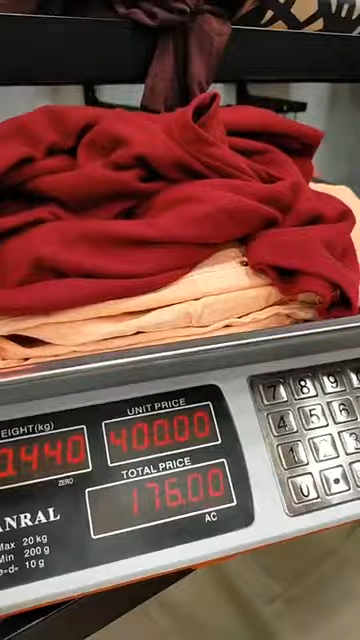 UNIT PRICE
EIGHT(kg)
0.440 400.00
ZERO
TOTAL PRICE
176.00
AC
ANRAL
Max 20 kg
Min 200 g
e=d= 10 g
7 8 9
4 5 6
1 2 3
0 •